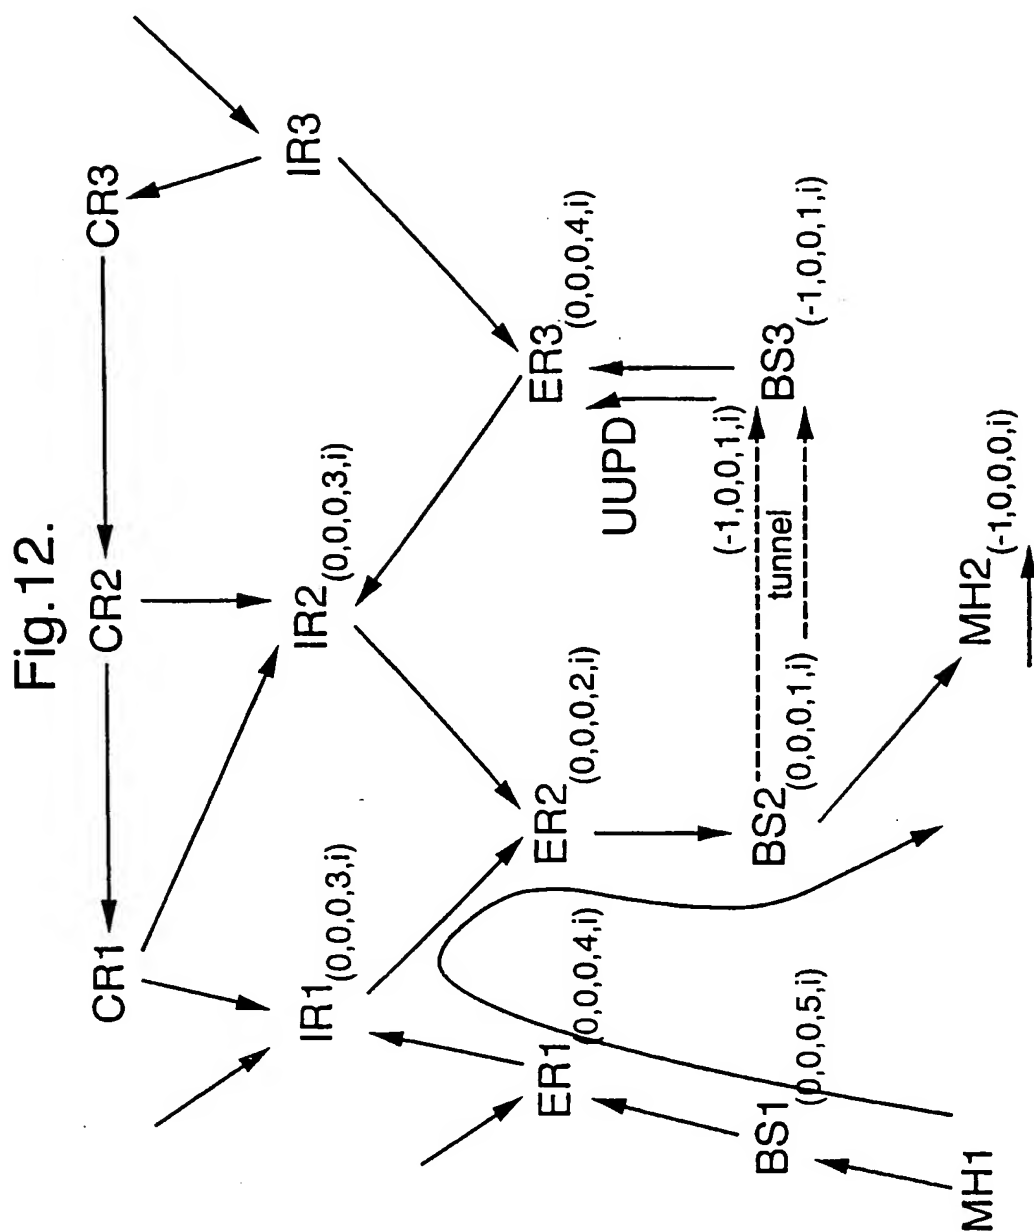 Fig.12.
CR1
CR2
CR3
IR1 (0,0,0,3,i)
IR2 (0,0,0,3,i)
IR3
ER1 (0,0,0,4,i)
ER2 (0,0,0,2,i)
ER3 (0,0,0,4,i)
UUPD
(-1,0,0,1,i)
tunnel
BS1 (0,0,0,5,i)
BS2 (0,0,0,1,i)
BS3 (-1,0,0,1,i)
MH1
MH2 (-1,0,0,0,i)